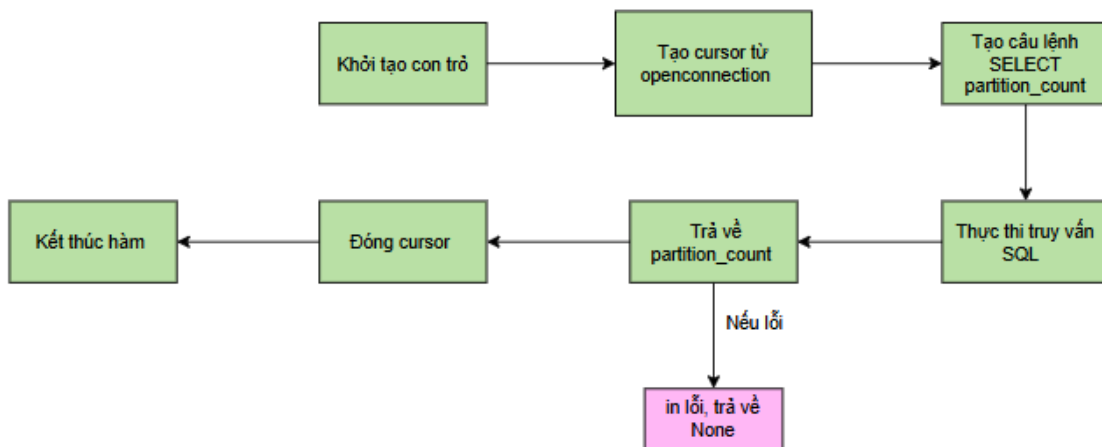 Khởi tạo con trỏ
Tạo cursor từ
openconnection
Tạo câu lệnh
SELECT
partition_count
Thực thi truy vấn
SQL
Trả về
partition_count
Đóng cursor
Kết thúc hàm
Nếu lỗi
in lỗi, trả về
None